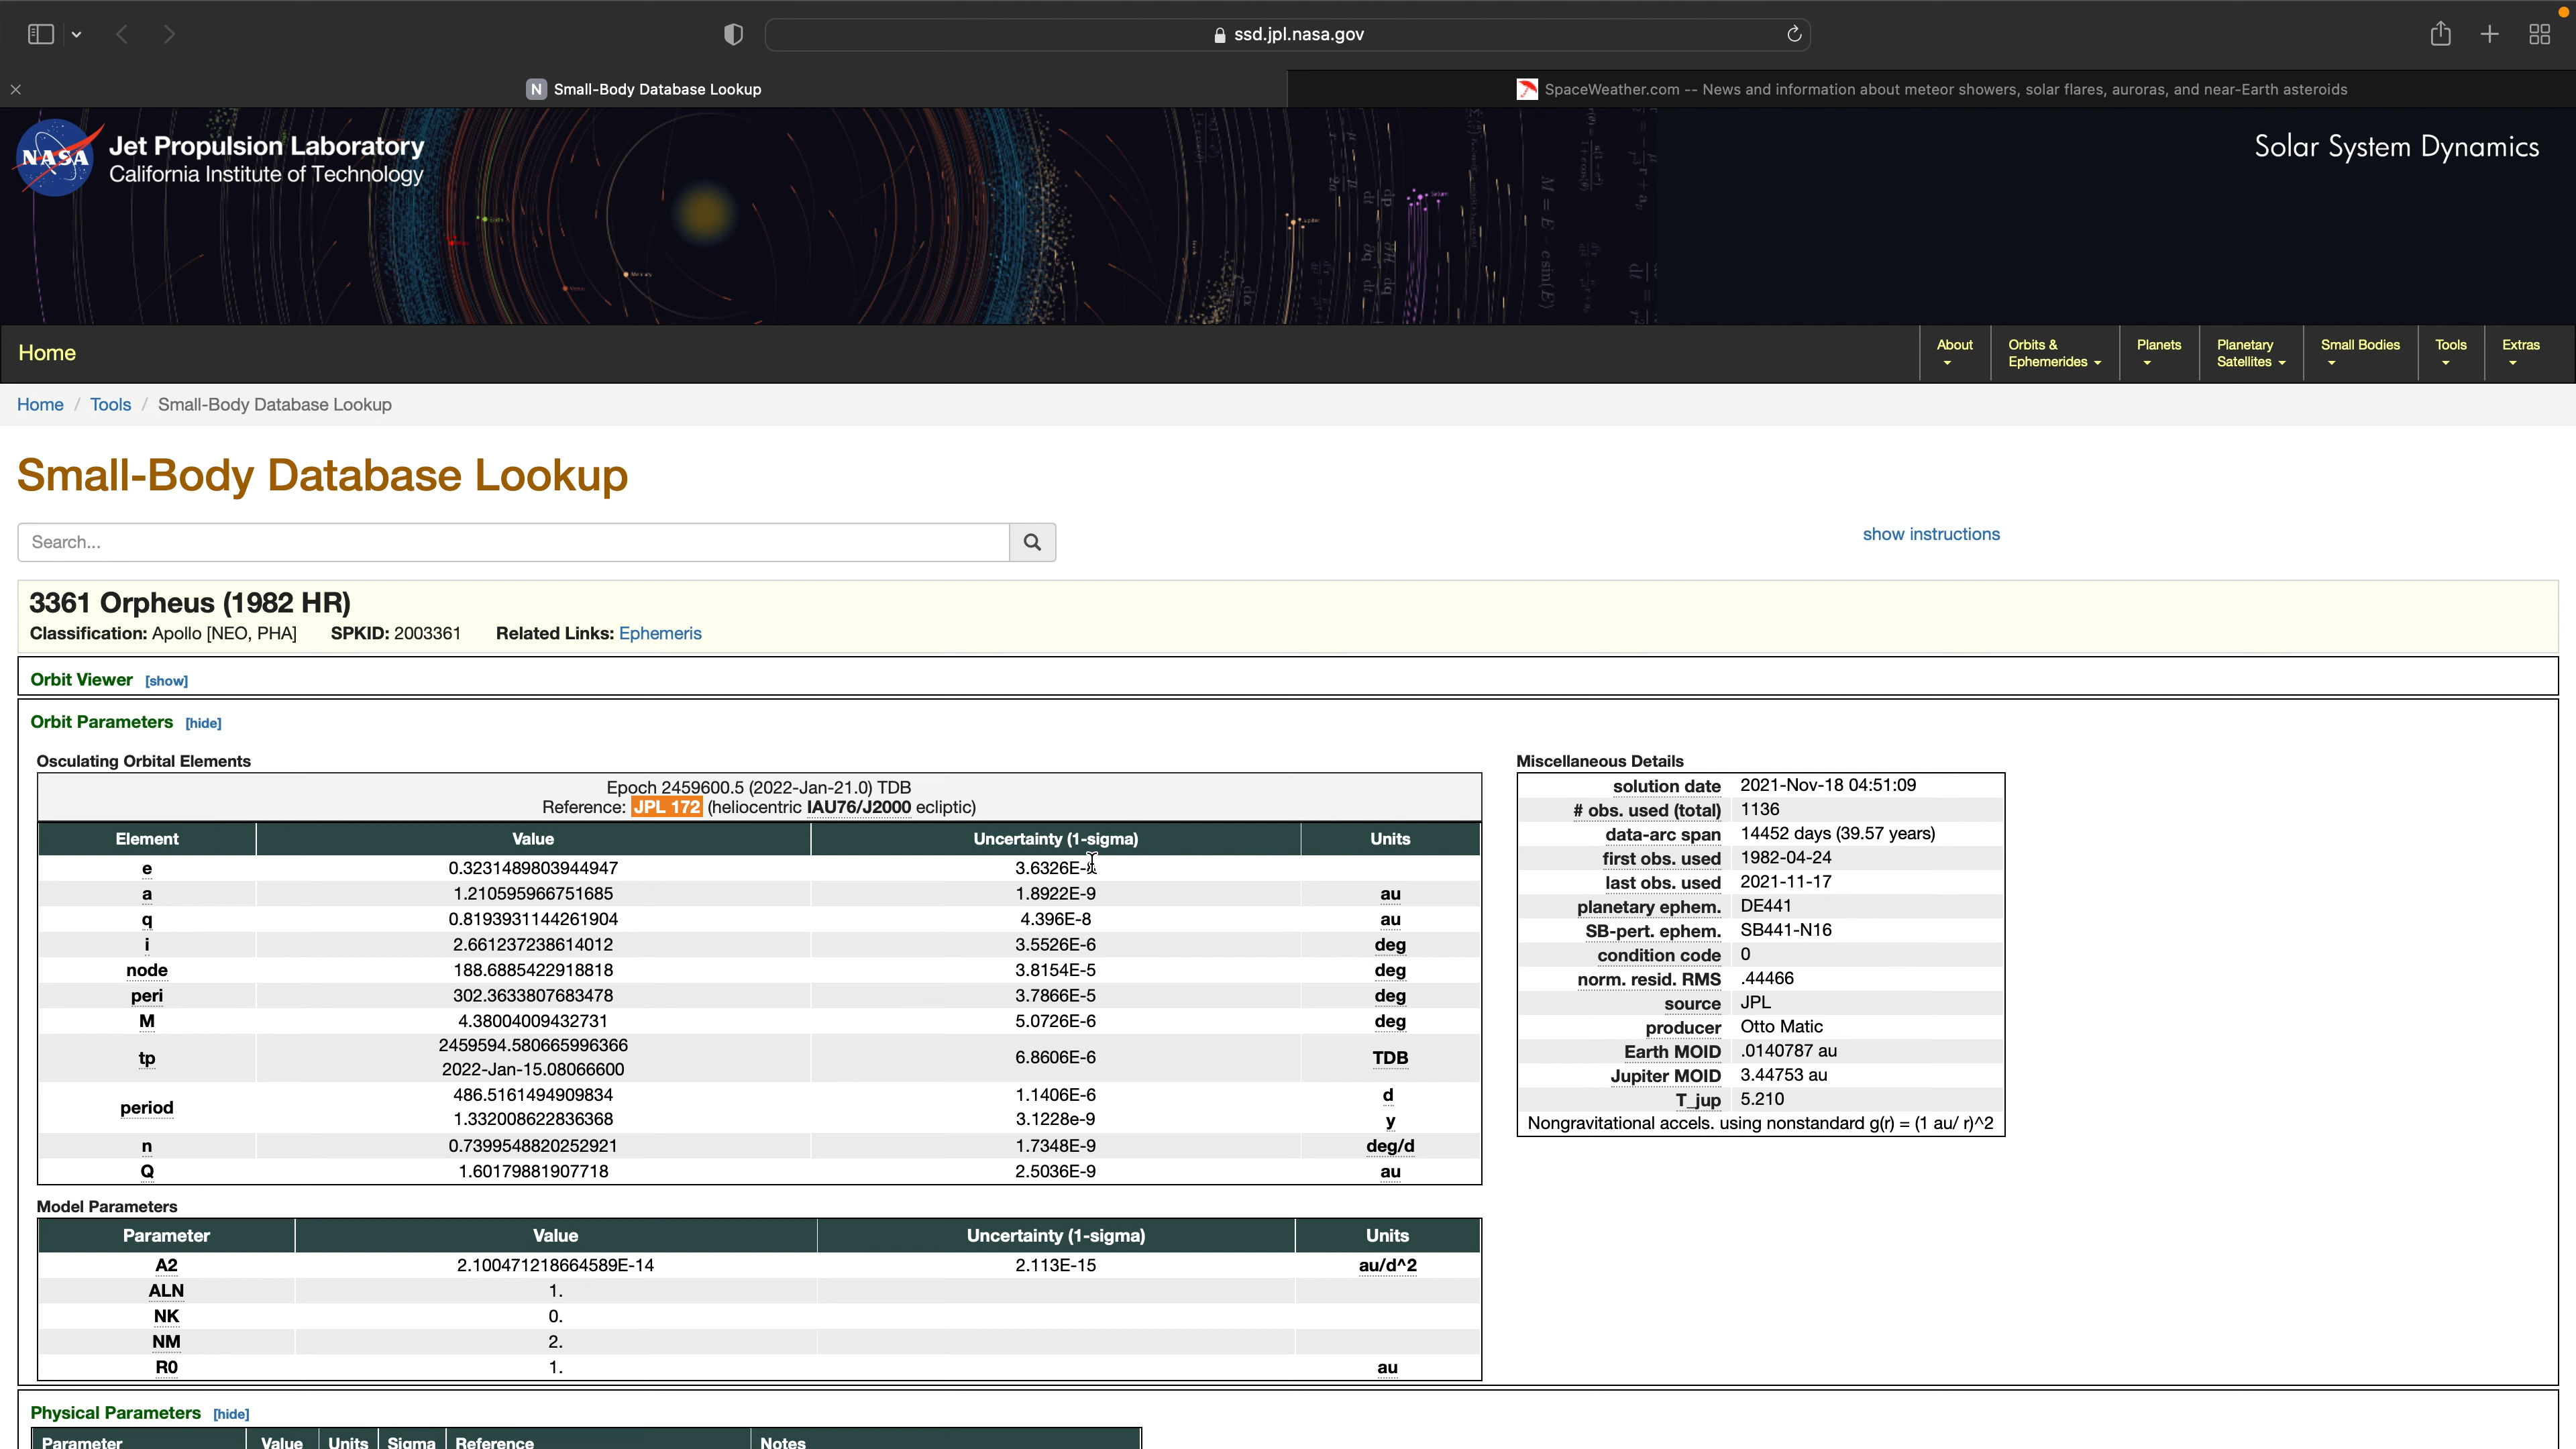 ssd.jpl.nasa.gov
N Small-Body Database Lookup
SpaceWeather.com -- News and information about meteor showers, solar flares, auroras, and near-Earth asteroids
NASA
Jet Propulsion Laboratory
California Institute of Technology
Solar System Dynamics
M = E - e sin(E)
Home
About
Orbits & Ephemerides
Planets
Planetary Satellites
Small Bodies
Tools
Extras
Home / Tools / Small-Body Database Lookup
Small-Body Database Lookup
Search...
show instructions
3361 Orpheus (1982 HR)
Classification: Apollo [NEO, PHA] SPKID: 2003361 Related Links: Ephemeris
Orbit Viewer [show]
Orbit Parameters [hide]
Osculating Orbital Elements
Epoch 2459600.5 (2022-Jan-21.0) TDB
Reference: JPL 172 (heliocentric IAU76/J2000 ecliptic)
Element Value Uncertainty (1-sigma) Units
e 0.3231489803944947 3.6326E-
a 1.210595966751685 1.8922E-9 au
q 0.8193931144261904 4.396E-8 au
i 2.661237238614012 3.5526E-6 deg
node 188.6885422918818 3.8154E-5 deg
peri 302.3633807683478 3.7866E-5 deg
M 4.38004009432731 5.0726E-6 deg
tp 2459594.580665996366 6.8606E-6 TDB
2022-Jan-15.08066600
period 486.5161494909834 1.1406E-6 d
1.332008622836368 3.1228e-9 y
n 0.7399548820252921 1.7348E-9 deg/d
Q 1.60179881907718 2.5036E-9 au
Miscellaneous Details
solution date 2021-Nov-18 04:51:09
# obs. used (total) 1136
data-arc span 14452 days (39.57 years)
first obs. used 1982-04-24
last obs. used 2021-11-17
planetary ephem. DE441
SB-pert. ephem. SB441-N16
condition code 0
norm. resid. RMS .44466
source JPL
producer Otto Matic
Earth MOID .0140787 au
Jupiter MOID 3.44753 au
T_jup 5.210
Nongravitational accels. using nonstandard g(r) = (1 au/ r)^2
Model Parameters
Parameter Value Uncertainty (1-sigma) Units
A2 2.100471218664589E-14 2.113E-15 au/d^2
ALN 1.
NK 0.
NM 2.
R0 1. au
Physical Parameters [hide]
Parameter Value Units Sigma Reference Notes